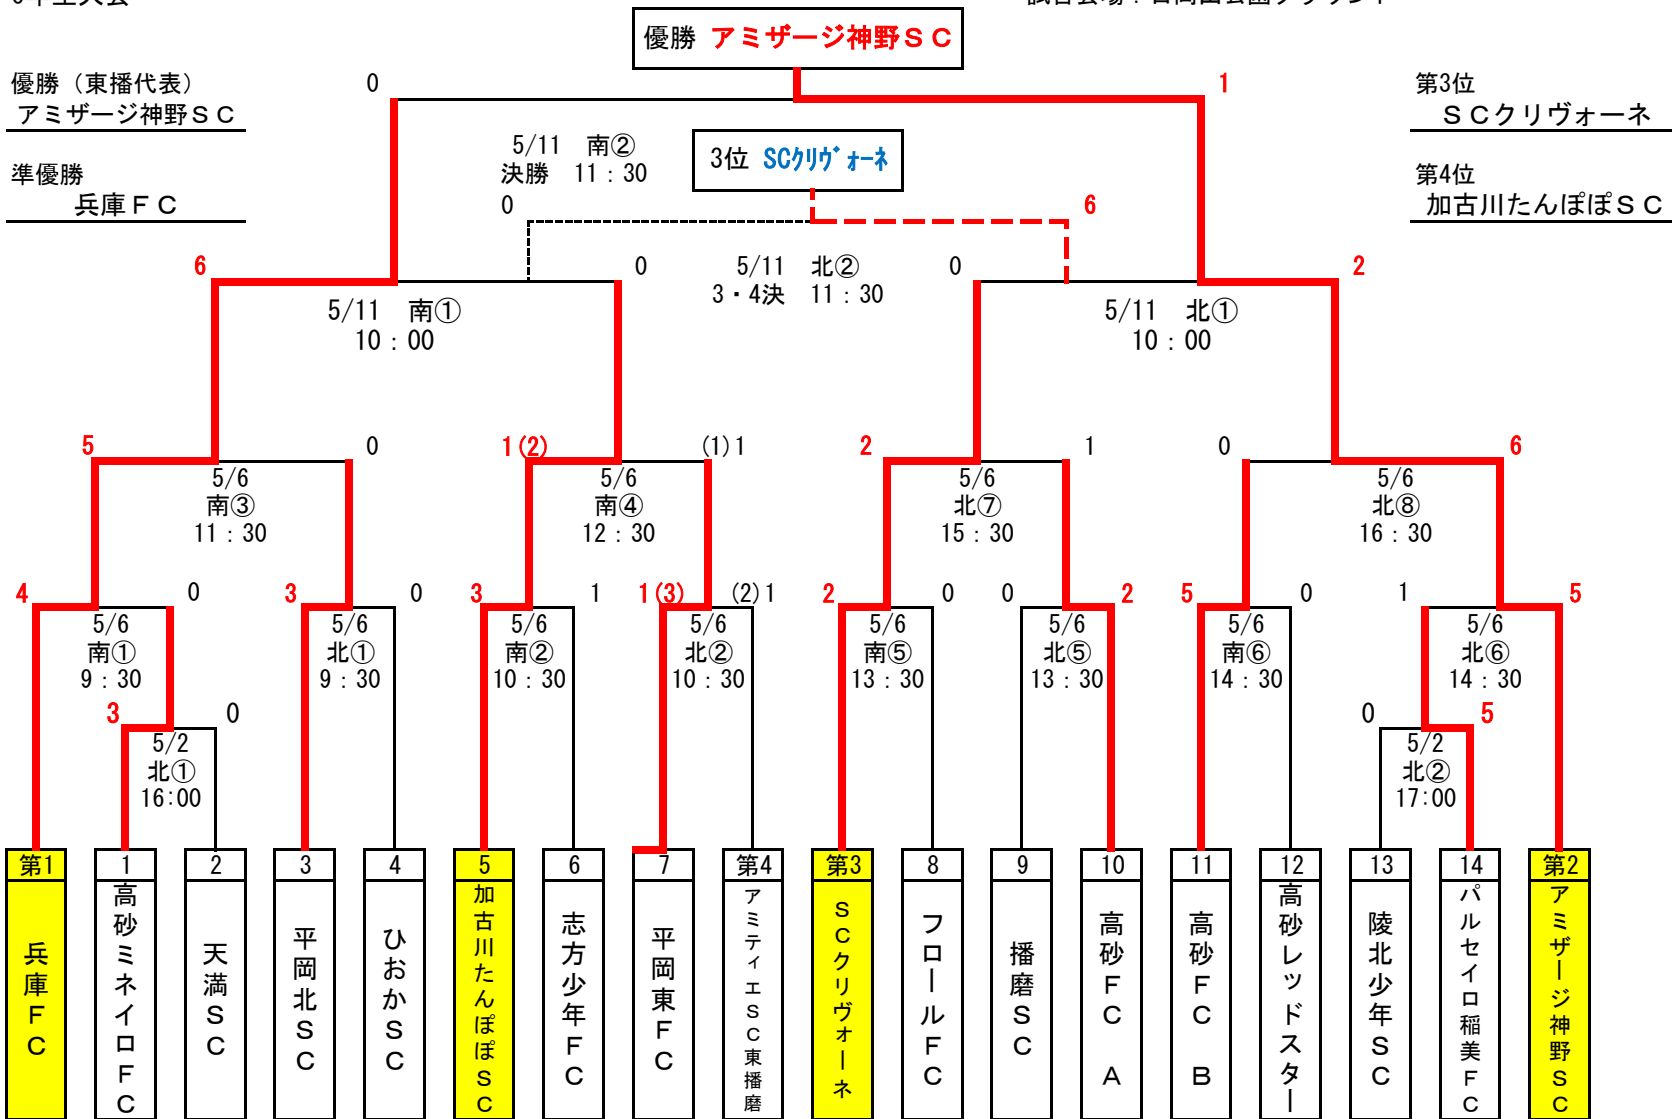 優勝 アミザージ神野ＳＣ
優勝（東播代表）
アミザージ神野ＳＣ
準優勝
兵庫ＦＣ
第3位
ＳＣクリヴォーネ
第4位
加古川たんぽぽＳＣ
0
1
5/11 南②
決勝 11：30
3位 SCｸﾘｳﾞｫｰﾈ
0
6
6
0
5/11 北②
3・4決 11：30
0
2
5/11 南①
10：00
5/11 北①
10：00
5
0
1(2)
(1)1
2
1
0
6
5/6
南③
11：30
5/6
南④
12：30
5/6
北⑦
15：30
5/6
北⑧
16：30
4
0
3
0
3
1
1(3)
(2)1
2
0
0
2
5
0
1
5
5/6
南①
9：30
5/6
北①
9：30
5/6
南②
10：30
5/6
北②
10：30
5/6
南⑤
13：30
5/6
北⑤
13：30
5/6
南⑥
14：30
5/6
北⑥
14：30
3
0
0
5
5/2
北①
16:00
5/2
北②
17:00
第1
兵庫ＦＣ
1
高砂ミネイロＦＣ
2
天満ＳＣ
3
平岡北ＳＣ
4
ひおかＳＣ
5
加古川たんぽぽＳＣ
6
志方少年ＦＣ
7
平岡東ＦＣ
第4
アミティエＳＣ東播磨
第3
ＳＣクリヴォーネ
8
フロールＦＣ
9
播磨ＳＣ
10
高砂ＦＣ Ａ
11
高砂ＦＣ Ｂ
12
高砂レッドスター
13
陵北少年ＳＣ
14
パルセイロ稲美ＦＣ
第2
アミザージ神野ＳＣ